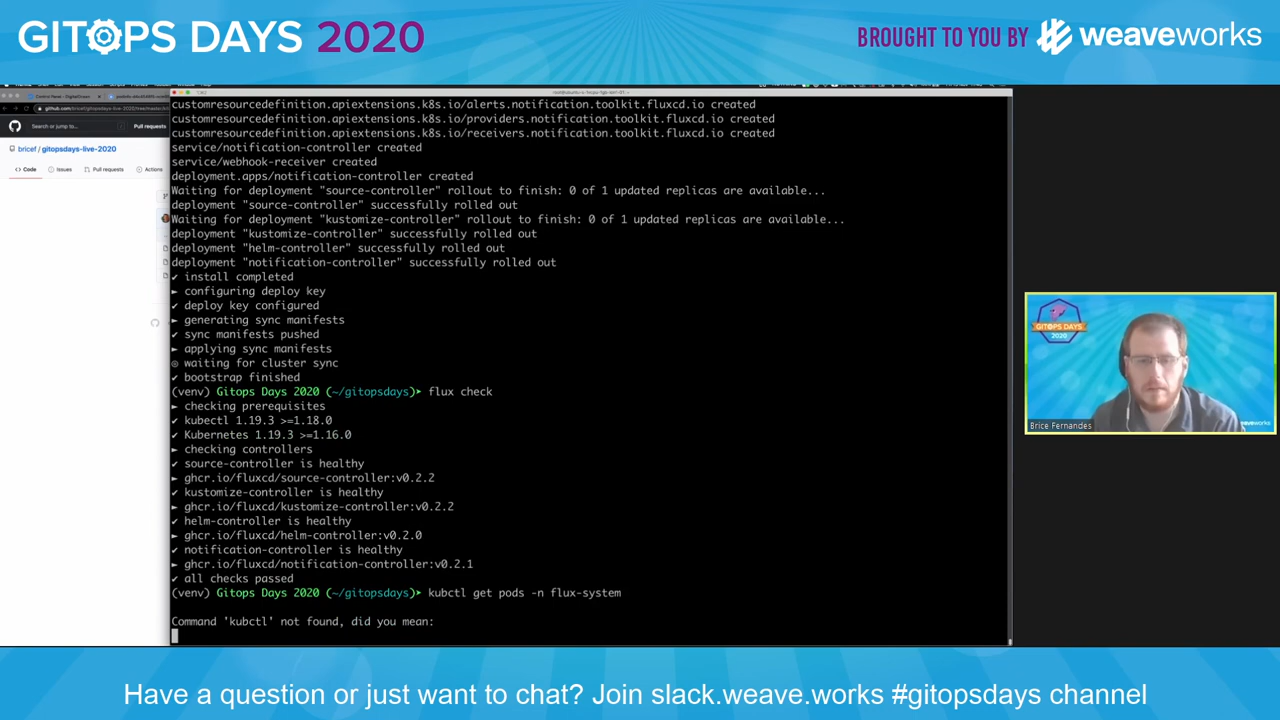 GITOPS DAYS 2020
BROUGHT TO YOU BY weaveworks
Search or jump to...
Pull requests
bricef / gitopsdays-live-2020
Code
Issues
Pull requests
Actions
customresourcedefinition.apiextensions.k8s.io/alerts.notification.toolkit.fluxcd.io created
customresourcedefinition.apiextensions.k8s.io/providers.notification.toolkit.fluxcd.io created
customresourcedefinition.apiextensions.k8s.io/receivers.notification.toolkit.fluxcd.io created
service/notification-controller created
service/webhook-receiver created
deployment.apps/notification-controller created
Waiting for deployment "source-controller" rollout to finish: 0 of 1 updated replicas are available...
deployment "source-controller" successfully rolled out
Waiting for deployment "kustomize-controller" rollout to finish: 0 of 1 updated replicas are available...
deployment "kustomize-controller" successfully rolled out
deployment "helm-controller" successfully rolled out
deployment "notification-controller" successfully rolled out
✔ install completed
► configuring deploy key
✔ deploy key configured
► generating sync manifests
✔ sync manifests pushed
► applying sync manifests
◎ waiting for cluster sync
✔ bootstrap finished
(venv) Gitops Days 2020 (~/gitopsdays)➤ flux check
► checking prerequisites
✔ kubectl 1.19.3 >=1.18.0
✔ Kubernetes 1.19.3 >=1.16.0
► checking controllers
✔ source-controller is healthy
► ghcr.io/fluxcd/source-controller:v0.2.2
✔ kustomize-controller is healthy
► ghcr.io/fluxcd/kustomize-controller:v0.2.2
✔ helm-controller is healthy
► ghcr.io/fluxcd/helm-controller:v0.2.0
✔ notification-controller is healthy
► ghcr.io/fluxcd/notification-controller:v0.2.1
✔ all checks passed
(venv) Gitops Days 2020 (~/gitopsdays)➤ kubctl get pods -n flux-system
Command 'kubctl' not found, did you mean:
GITOPS DAYS
2020
Brice Fernandes
weaveworks
Have a question or just want to chat? Join slack.weave.works #gitopsdays channel